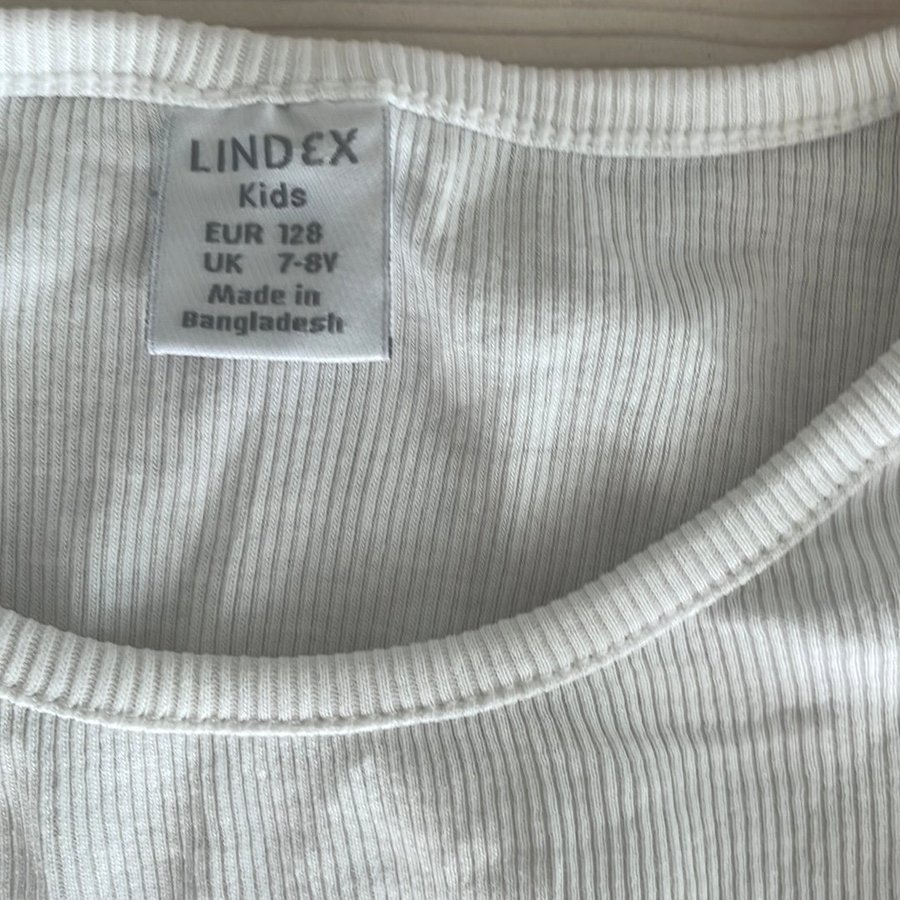 LINDEX
Kids
EUR 128
UK 7-8Y
Made in
Bangladesh